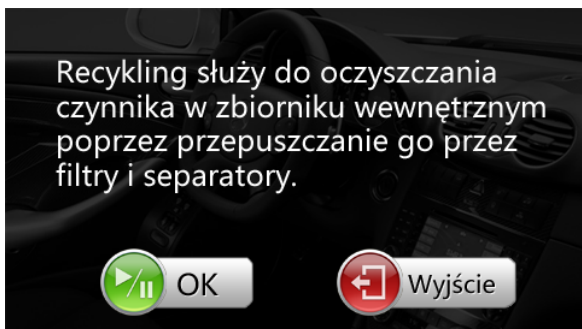 Recykling służy do oczyszczania
czynnika w zbiorniku wewnętrznym
poprzez przepuszczanie go przez
filtry i separatory.
OK
Wyjście